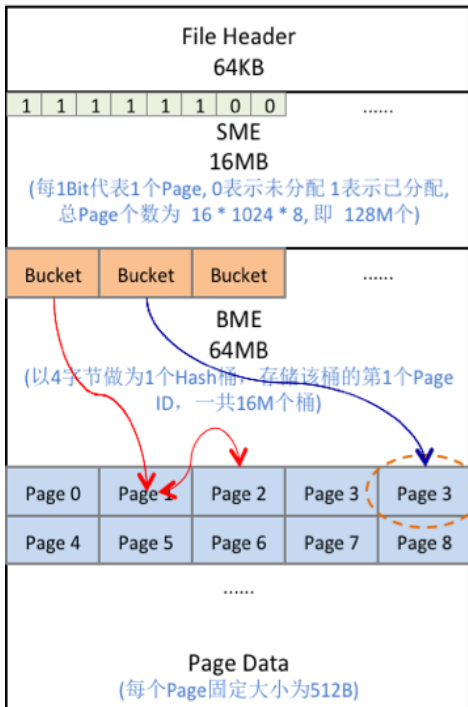 File Header
64KB
1 1 1 1 1 1 0 0 ......
SME
16MB
(每1Bit代表1个Page, 0表示未分配 1表示已分配,
总Page个数为 16 * 1024 * 8, 即 128M个)
Bucket Bucket Bucket ......
BME
64MB
(以4字节做为1个Hash桶，存储该桶的第1个Page
ID，一共16M个桶)
Page 0 Page 1 Page 2 Page 3 Page 3
Page 4 Page 5 Page 6 Page 7 Page 8
......
Page Data
(每个Page固定大小为512B)